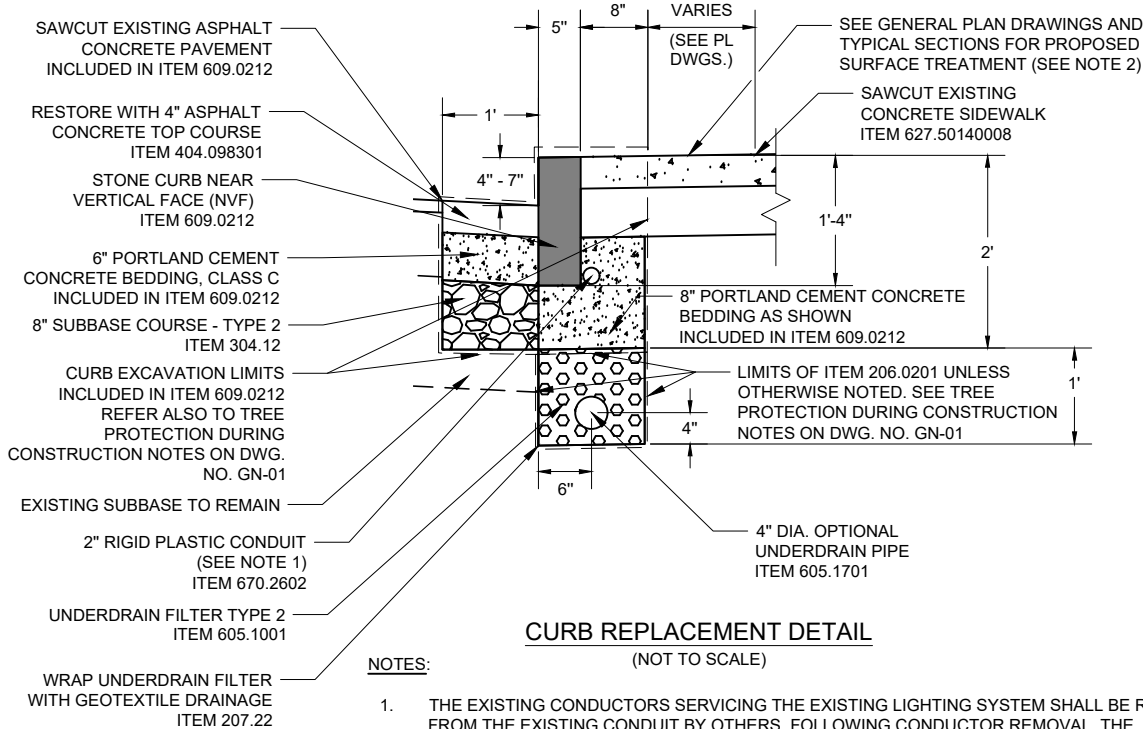 SAWCUT EXISTING ASPHALT
CONCRETE PAVEMENT
INCLUDED IN ITEM 609.0212
RESTORE WITH 4" ASPHALT
CONCRETE TOP COURSE
ITEM 404.098301
STONE CURB NEAR
VERTICAL FACE (NVF)
ITEM 609.0212
6" PORTLAND CEMENT
CONCRETE BEDDING, CLASS C
INCLUDED IN ITEM 609.0212
8" SUBBASE COURSE - TYPE 2
ITEM 304.12
CURB EXCAVATION LIMITS
INCLUDED IN ITEM 609.0212
REFER ALSO TO TREE
PROTECTION DURING
CONSTRUCTION NOTES ON DWG.
NO. GN-01
EXISTING SUBBASE TO REMAIN
2" RIGID PLASTIC CONDUIT
(SEE NOTE 1)
ITEM 670.2602
UNDERDRAIN FILTER TYPE 2
ITEM 605.1001
WRAP UNDERDRAIN FILTER
WITH GEOTEXTILE DRAINAGE
ITEM 207.22
5"
8"
VARIES
(SEE PL
DWGS.)
1'
4" - 7"
SEE GENERAL PLAN DRAWINGS AND
TYPICAL SECTIONS FOR PROPOSED
SURFACE TREATMENT (SEE NOTE 2)
SAWCUT EXISTING
CONCRETE SIDEWALK
ITEM 627.50140008
1'-4"
2'
8" PORTLAND CEMENT CONCRETE
BEDDING AS SHOWN
INCLUDED IN ITEM 609.0212
LIMITS OF ITEM 206.0201 UNLESS
OTHERWISE NOTED. SEE TREE
PROTECTION DURING CONSTRUCTION
NOTES ON DWG. NO. GN-01
1'
4"
6"
4" DIA. OPTIONAL
UNDERDRAIN PIPE
ITEM 605.1701
CURB REPLACEMENT DETAIL
(NOT TO SCALE)
NOTES:
1. THE EXISTING CONDUCTORS SERVICING THE EXISTING LIGHTING SYSTEM SHALL BE R
FROM THE EXISTING CONDUIT BY OTHERS. FOLLOWING CONDUCTOR REMOVAL, THE